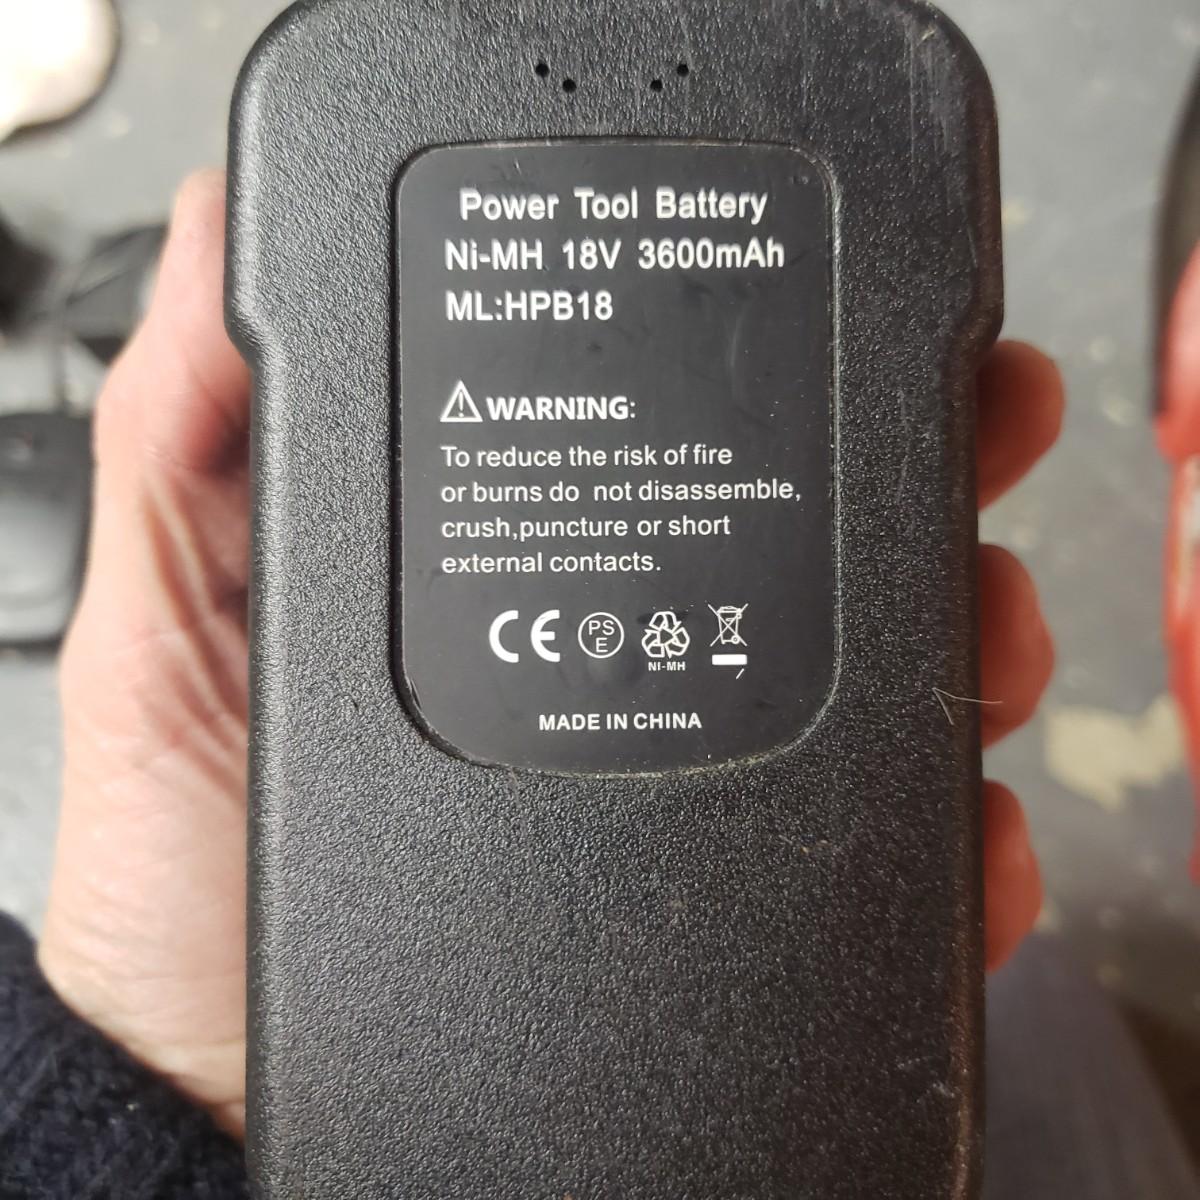 Power Tool Battery
Ni-MH 18V 3600mAh
ML:HPB18
WARNING:
To reduce the risk of fire
or burns do not disassemble,
crush,puncture or short
external contacts.
CE PS E NI-MH
MADE IN CHINA